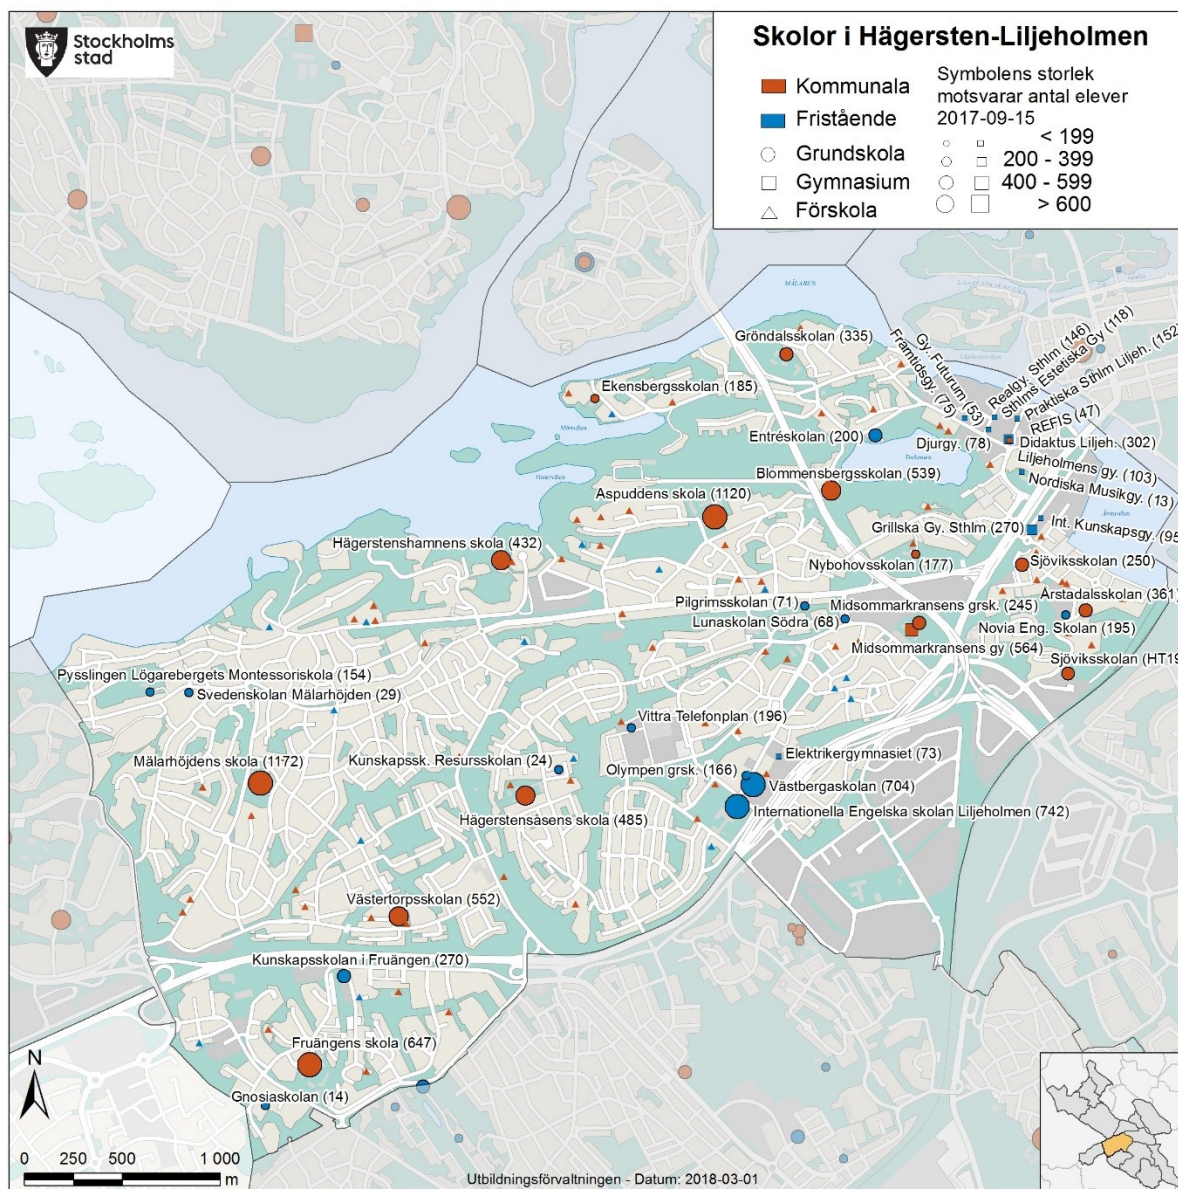 Stockholms
stad
Skolor i Hägersten-Liljeholmen
Kommunala
Fristående
Grundskola
Gymnasium
Förskola
Symbolens storlek
motsvarar antal elever
2017-09-15
< 199
200 - 399
400 - 599
> 600
MÄLAREN
Gröndalsskolan (335)
Framtidsgy. (75)
Gy. Futurum (53)
Realgy. Sthlm (146)
Sthlms Estetiska Gy (118)
Praktiska Sthlm Liljeh. (152)
REFIS (47)
Ekensbergsskolan (185)
Entréskolan (200)
Djurgy. (78)
Didaktus Liljeh. (302)
Liljeholmens gy. (103)
Nordiska Musikgy. (13)
Trekanten
Blommensbergsskolan (539)
Aspuddens skola (1120)
Grillska Gy. Sthlm (270)
Int. Kunskapsgy. (95
Hägerstenshamnens skola (432)
Nybohovsskolan (177)
Sjöviksskolan (250)
Pilgrimsskolan (71)
Midsommarkransens grsk. (245)
Årstadalsskolan (361)
Lunaskolan Södra (68)
Novia Eng. Skolan (195)
Midsommarkransens gy (564)
Sjöviksskolan (HT19
Pysslingen Lögarebergets Montessoriskola (154)
Svedenskolan Mälarhöjden (29)
Vittra Telefonplan (196)
Mälarhöjdens skola (1172)
Kunskapssk. Resursskolan (24)
Elektrikergymnasiet (73)
Olympen grsk. (166)
Västbergaskolan (704)
Hägerstensåsens skola (485)
Internationella Engelska skolan Liljeholmen (742)
Västertorpsskolan (552)
Kunskapsskolan i Fruängen (270)
Fruängens skola (647)
Gnosiaskolan (14)
N
0 250 500 1 000
m
Utbildningsförvaltningen - Datum: 2018-03-01